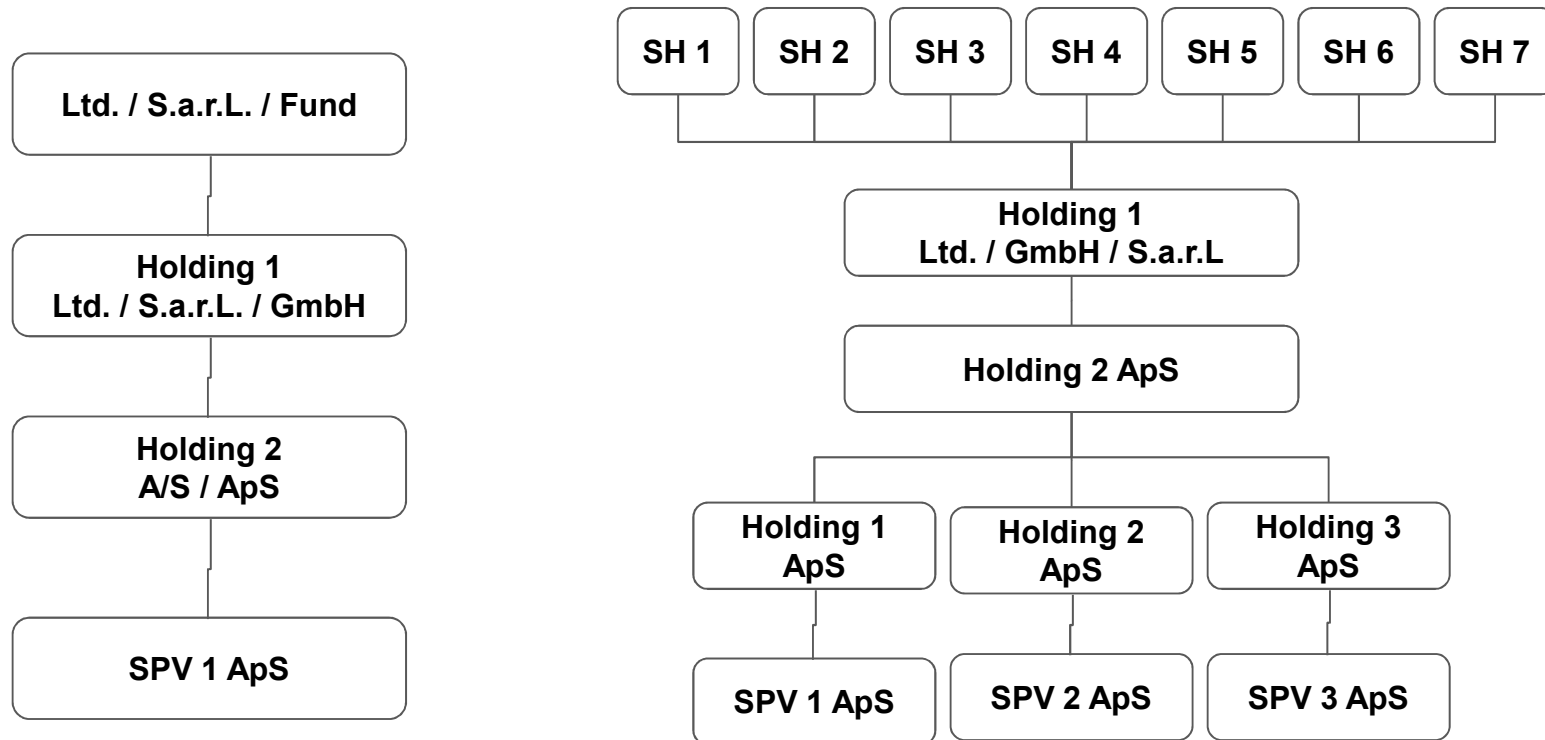 Ltd. / S.a.r.L. / Fund
Holding 1
Ltd. / S.a.r.L. / GmbH
Holding 2
A/S / ApS
SPV 1 ApS
SH 1
SH 2
SH 3
SH 4
SH 5
SH 6
SH 7
Holding 1
Ltd. / GmbH / S.a.r.L
Holding 2 ApS
Holding 1
ApS
Holding 2
ApS
Holding 3
ApS
SPV 1 ApS
SPV 2 ApS
SPV 3 ApS